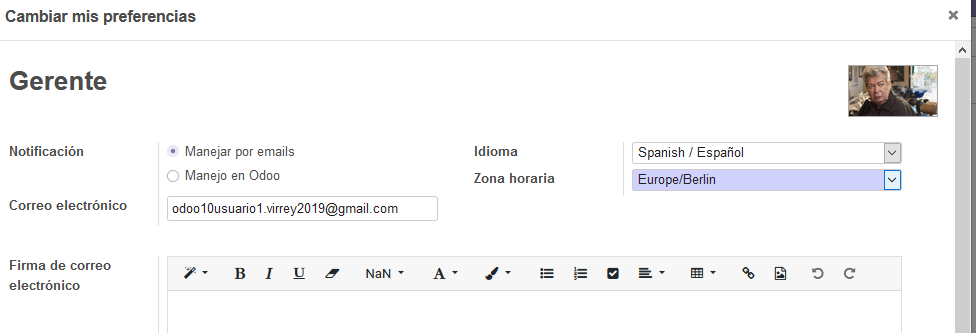 Cambiar mis preferencias ×
Gerente
Notificación
Manejar por emails
Manejo en Odoo
Idioma
Spanish / Español
Zona horaria
Europe/Berlin
Correo electrónico
odoo10usuario1.virrey2019@gmail.com
Firma de correo
electrónico
B I U NaN A